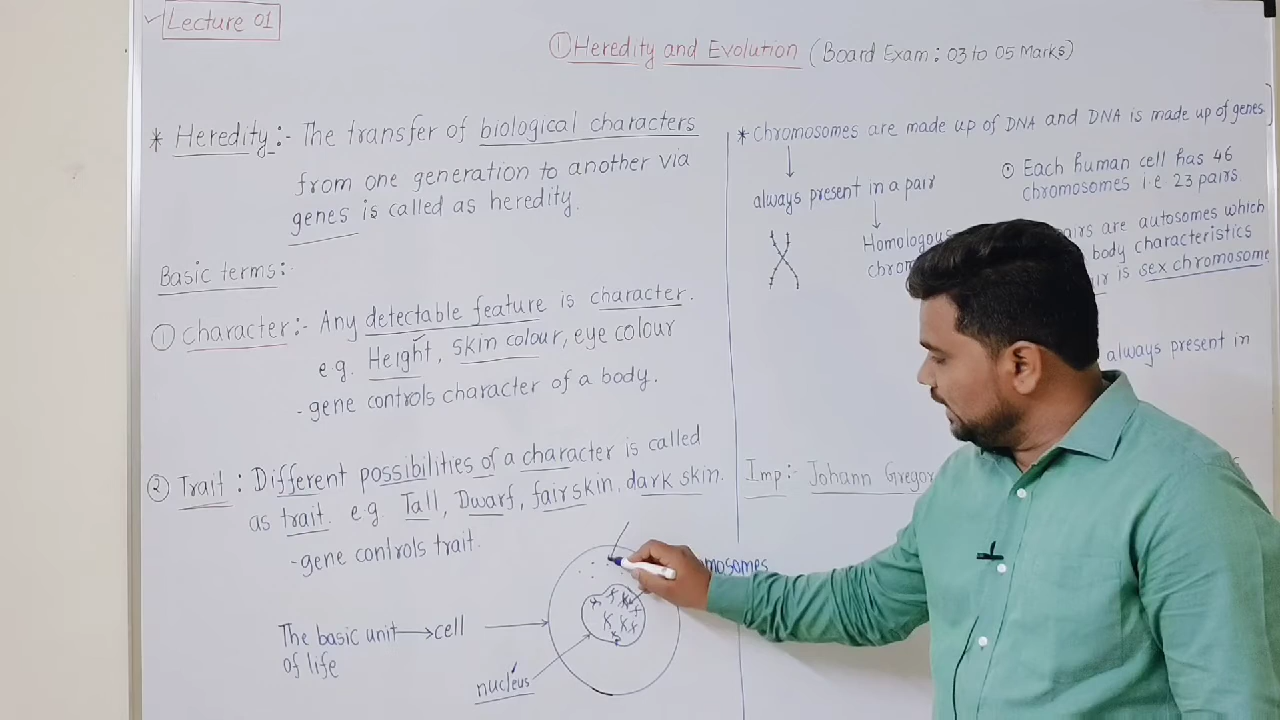 Lecture 01
① Heredity and Evolution (Board Exam: 03 to 05 Marks)
* Heredity:- The transfer of biological characters
from one generation to another via
genes is called as heredity.
Basic terms:-
① Character:- Any detectable feature is character.
e.g. Height, skin colour, eye colour
- gene controls character of a body.
② Trait: Different possibilities of a character is called
as trait. e.g Tall, Dwarf, fair skin, dark skin.
- gene controls trait.
The basic unit → cell
of life
nucleus
* Chromosomes are made up of DNA and DNA is made up of genes
always present in a pair
Homologous
① Each human cell has 46
chromosomes i.e 23 pairs.
are autosomes which
body characteristics
is sex chromosome
always present in
Imp:- Johann Gregor